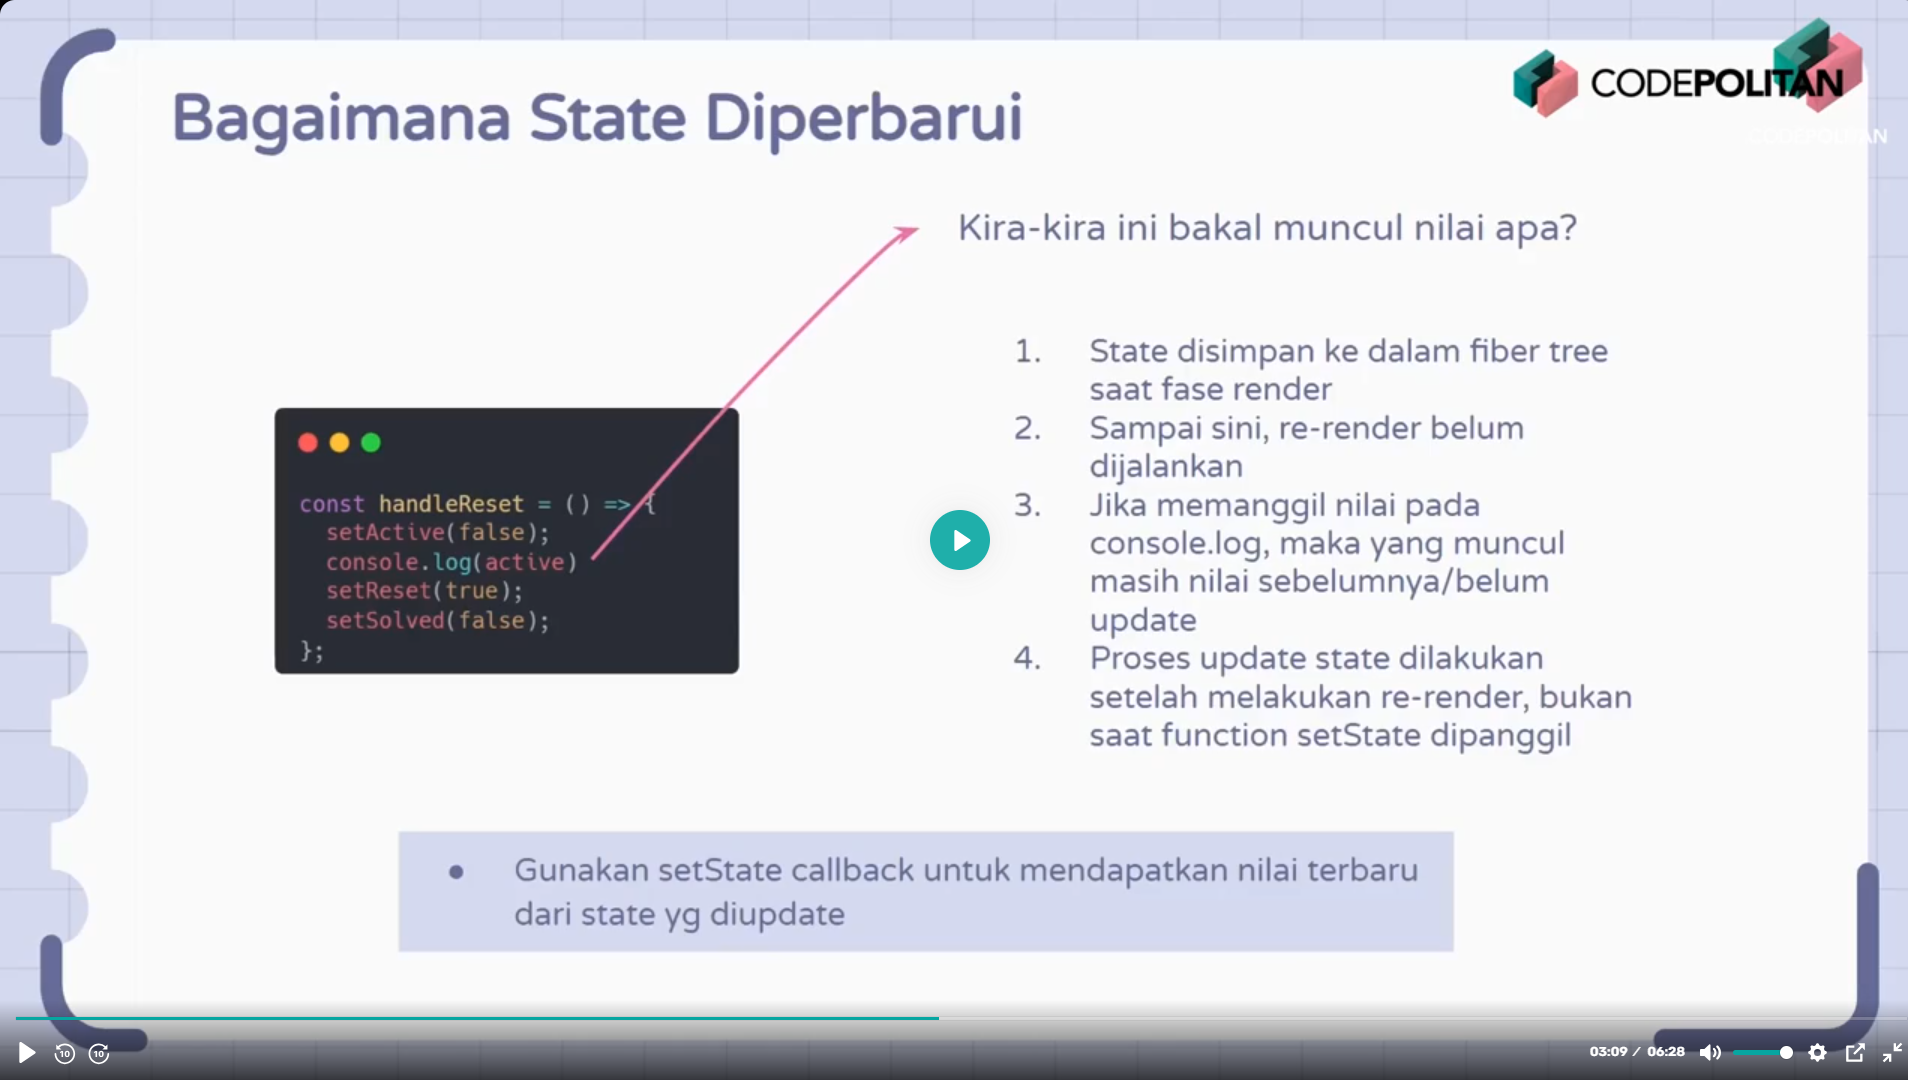 CODEPOLITAN
CODEPOLITAN
Bagaimana State Diperbarui
Kira-kira ini bakal muncul nilai apa?
const handleReset = () => {
setActive(false);
console.log(active)
setReset(true);
setSolved(false);
};
1. State disimpan ke dalam fiber tree
saat fase render
2. Sampai sini, re-render belum
dijalankan
3. Jika memanggil nilai pada
console.log, maka yang muncul
masih nilai sebelumnya/belum
update
4. Proses update state dilakukan
setelah melakukan re-render, bukan
saat function setState dipanggil
● Gunakan setState callback untuk mendapatkan nilai terbaru
dari state yg diupdate
10 10
03:09 / 06:28